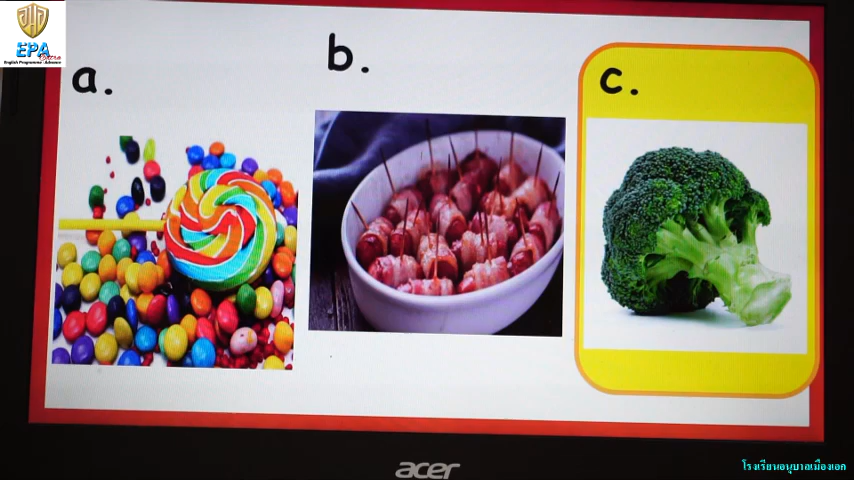 EPA
Extra
English Programme : Advance
a.
b.
c.
acer
โรงเรียนอนุบาลเมืองเอก